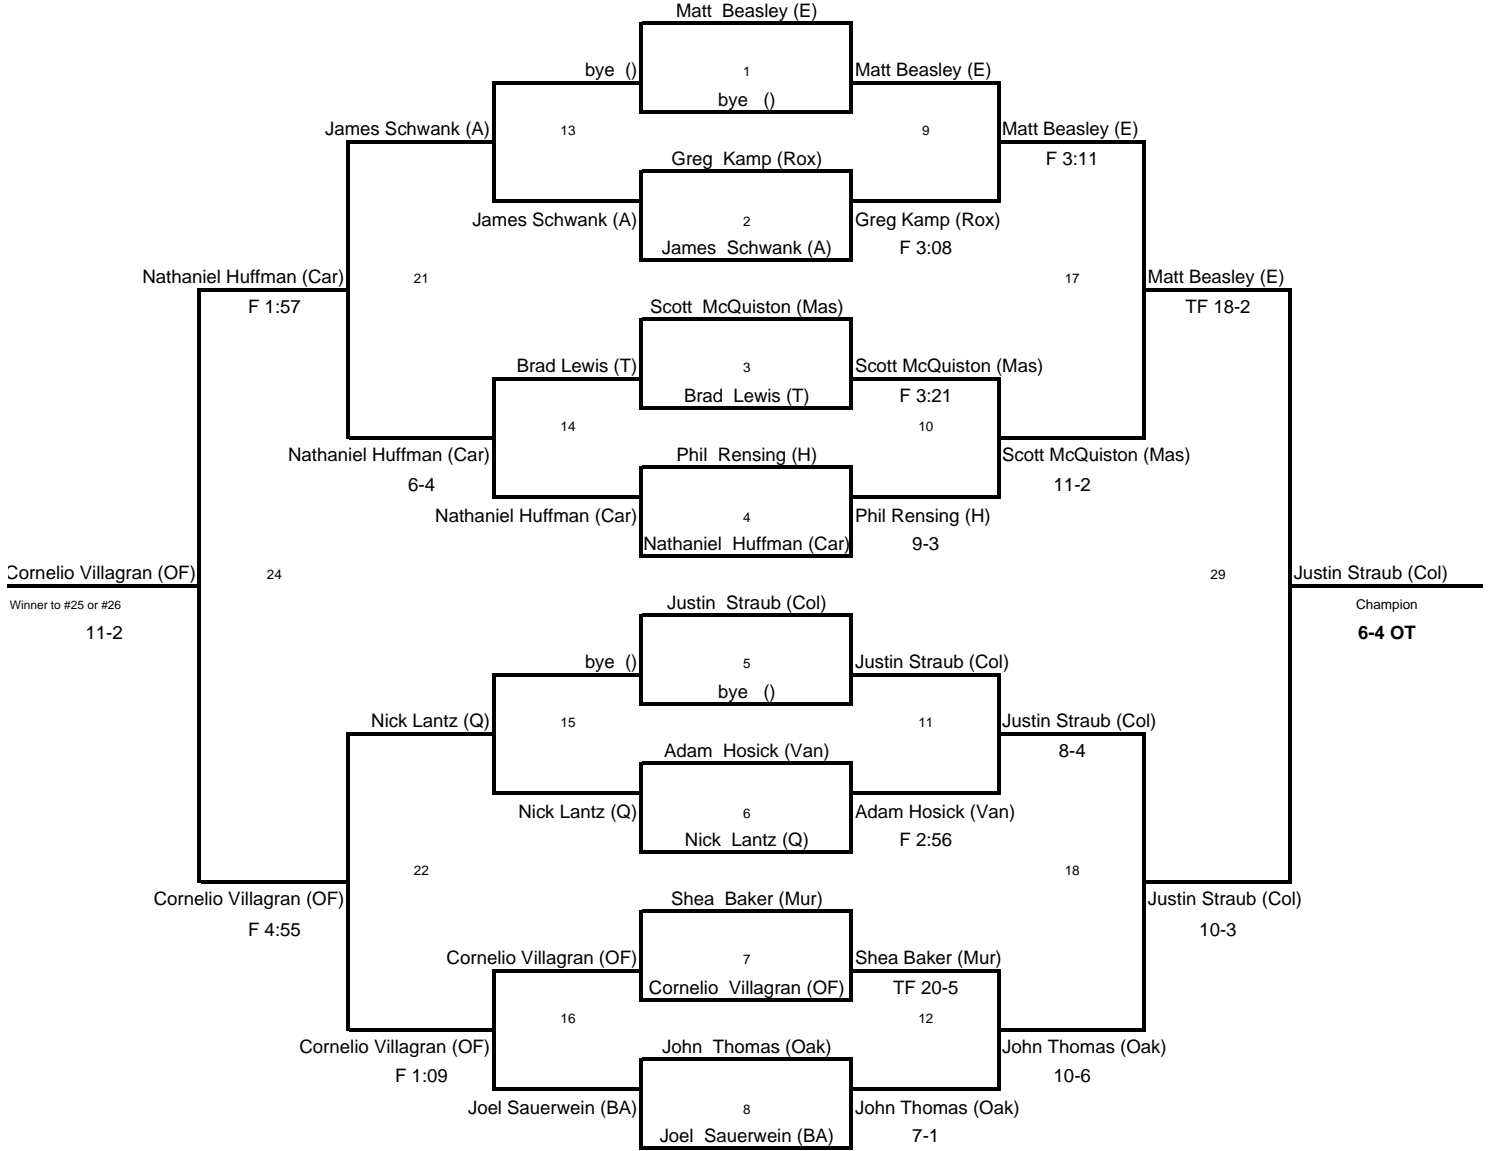 Matt Beasley (E)
bye ()
1
Matt Beasley (E)
bye ()
James Schwank (A)
13
9
Matt Beasley (E)
Greg Kamp (Rox)
F 3:11
James Schwank (A)
2
Greg Kamp (Rox)
James Schwank (A)
F 3:08
Nathaniel Huffman (Car)
21
17
Matt Beasley (E)
F 1:57
Scott McQuiston (Mas)
TF 18-2
Brad Lewis (T)
3
Scott McQuiston (Mas)
Brad Lewis (T)
F 3:21
14
10
Nathaniel Huffman (Car)
Phil Rensing (H)
Scott McQuiston (Mas)
6-4
11-2
Nathaniel Huffman (Car)
4
Phil Rensing (H)
Nathaniel Huffman (Car)
9-3
Cornelio Villagran (OF)
24
29
Justin Straub (Col)
Winner to #25 or #26
Justin Straub (Col)
Champion
11-2
6-4 OT
bye ()
5
Justin Straub (Col)
bye ()
Nick Lantz (Q)
15
11
Justin Straub (Col)
Adam Hosick (Van)
8-4
Nick Lantz (Q)
6
Adam Hosick (Van)
Nick Lantz (Q)
F 2:56
22
18
Cornelio Villagran (OF)
Shea Baker (Mur)
Justin Straub (Col)
F 4:55
10-3
Cornelio Villagran (OF)
7
Shea Baker (Mur)
Cornelio Villagran (OF)
TF 20-5
16
12
Cornelio Villagran (OF)
John Thomas (Oak)
John Thomas (Oak)
F 1:09
10-6
Joel Sauerwein (BA)
8
John Thomas (Oak)
Joel Sauerwein (BA)
7-1